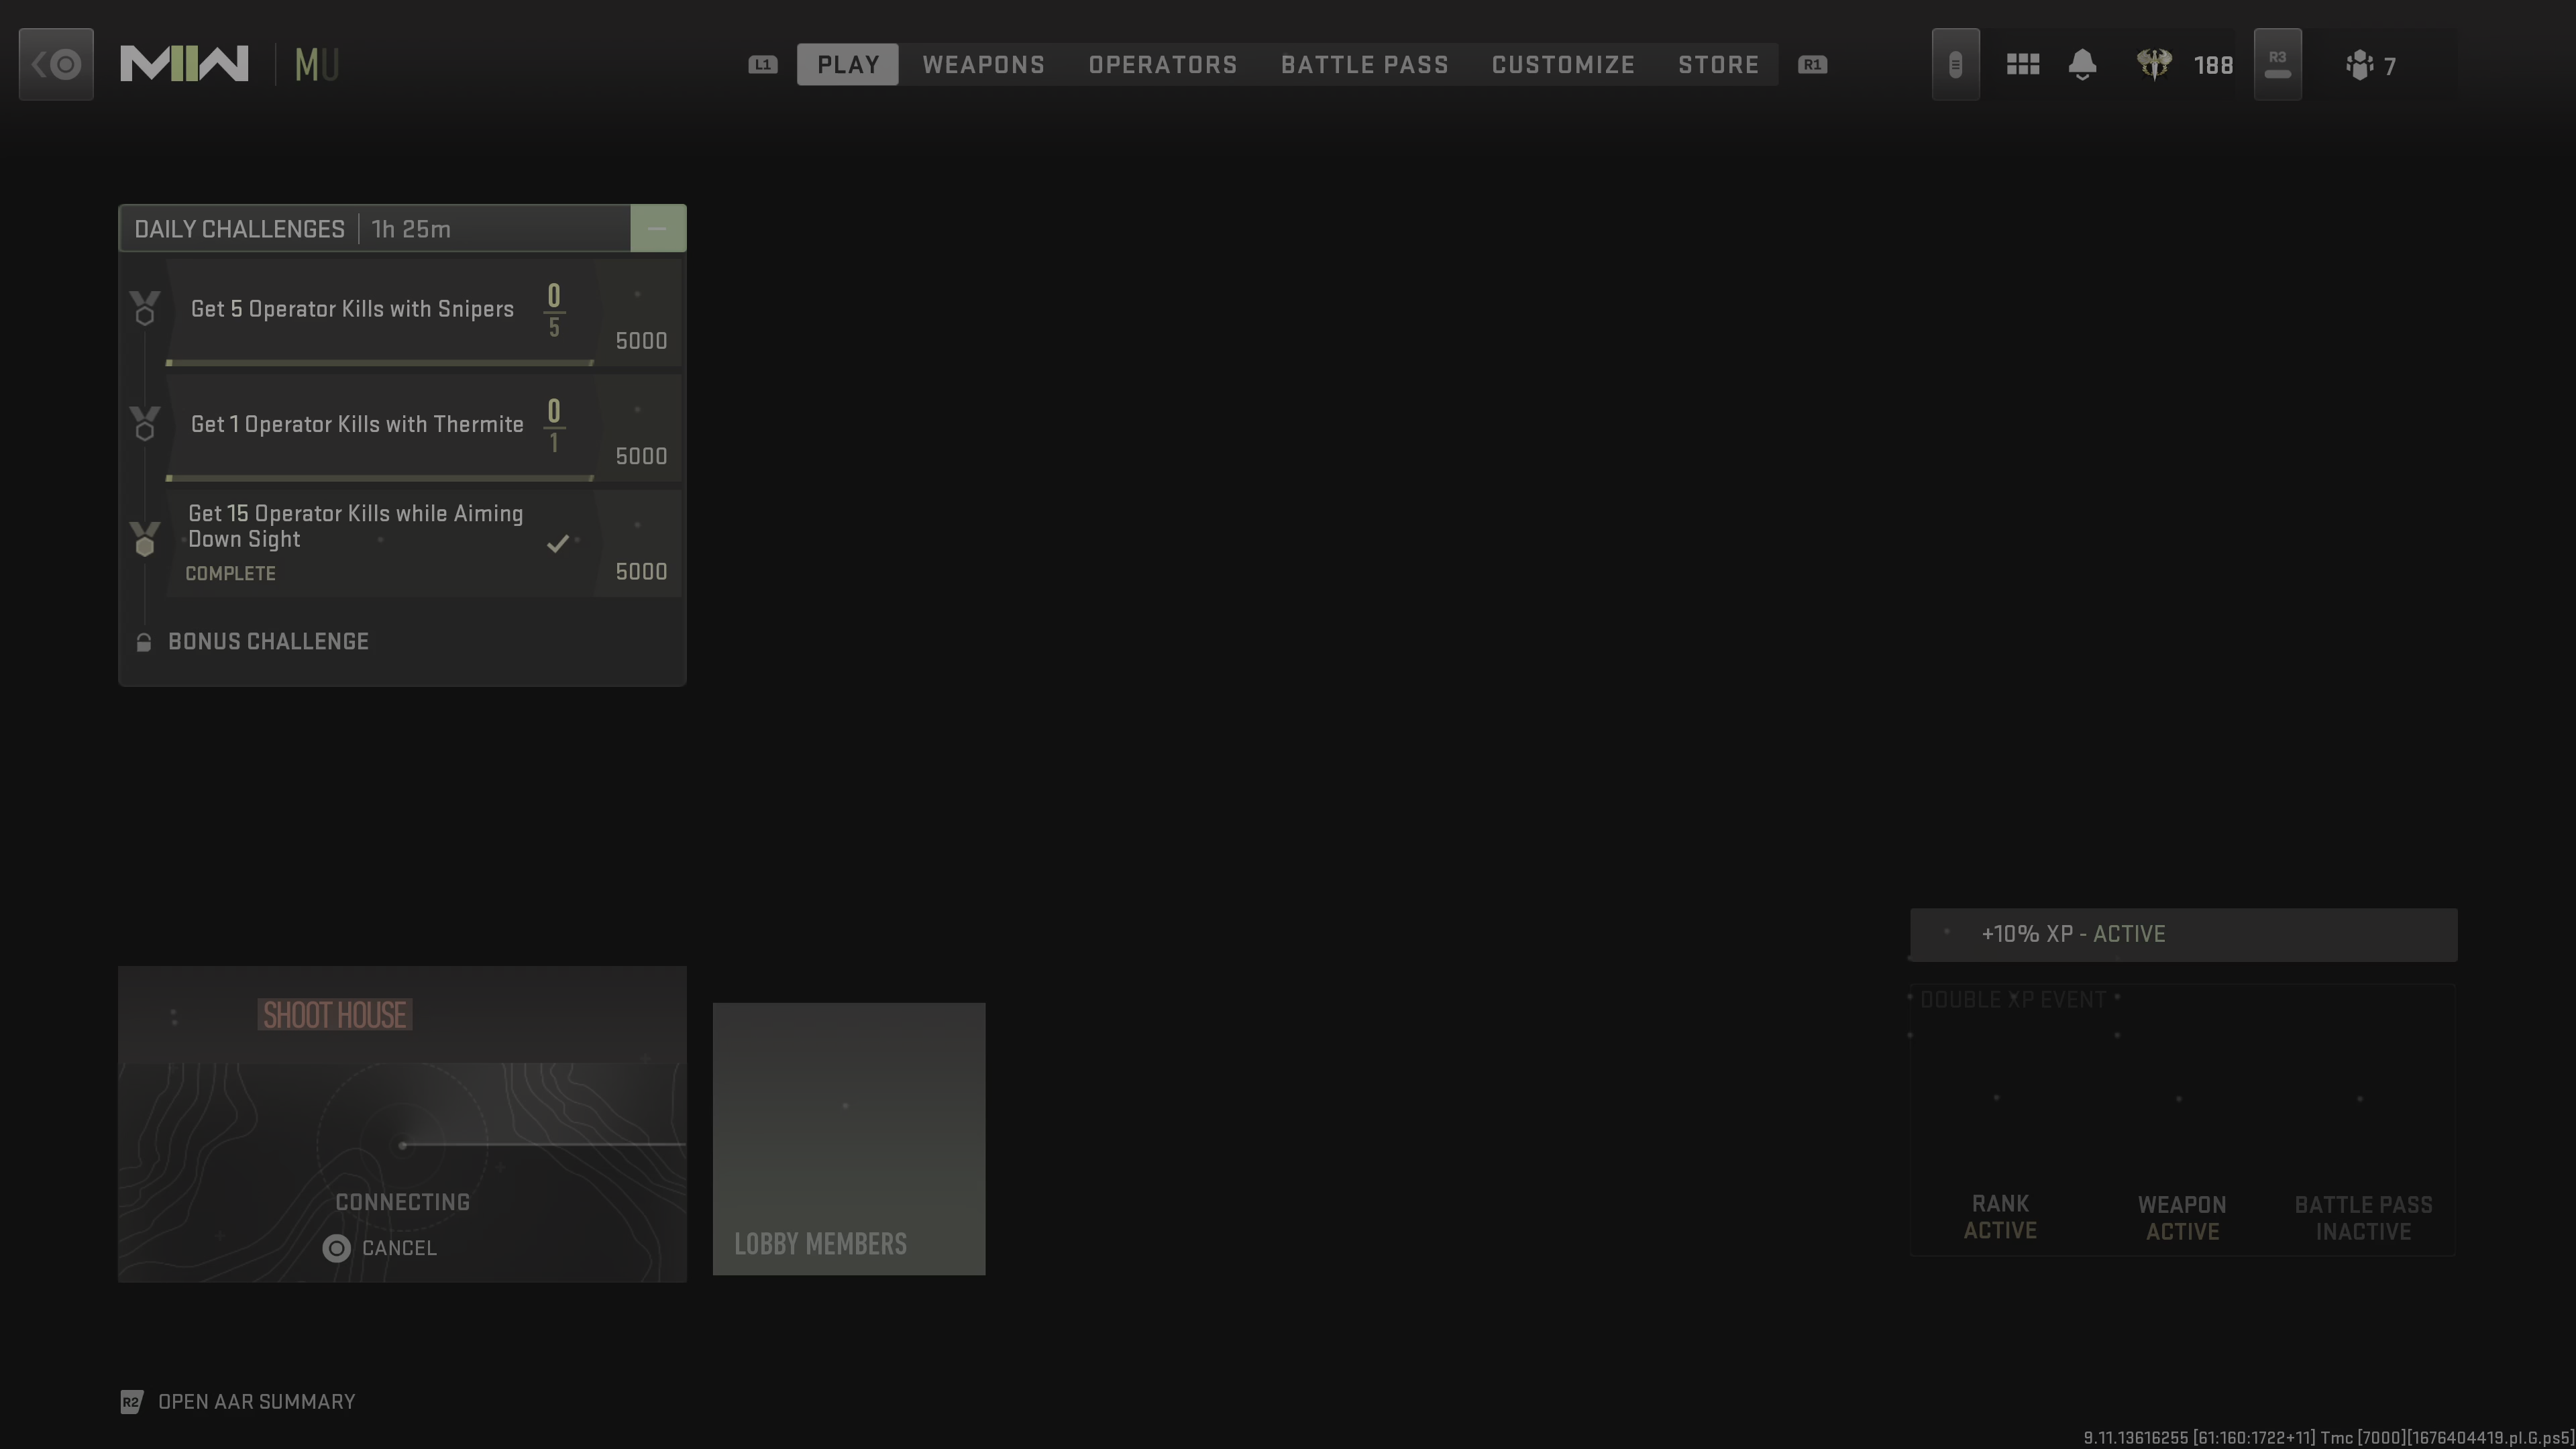 MIIW
MU
L1
PLAY
WEAPONS
OPERATORS
BATTLE PASS
CUSTOMIZE
STORE
R1
188
R3
7
DAILY CHALLENGES
1h 25m
Get 5 Operator Kills with Snipers
0
5
5000
Get 1 Operator Kills with Thermite
0
1
5000
Get 15 Operator Kills while Aiming
Down Sight
COMPLETE
5000
BONUS CHALLENGE
+10% XP - ACTIVE
SHOOT HOUSE
DOUBLE XP EVENT
CONNECTING
CANCEL
LOBBY MEMBERS
RANK
ACTIVE
WEAPON
ACTIVE
BATTLE PASS
INACTIVE
R2
OPEN AAR SUMMARY
9.11.13616255 [61:160:1722+11] Tmc [7000][1676404419.pl.G.ps5]